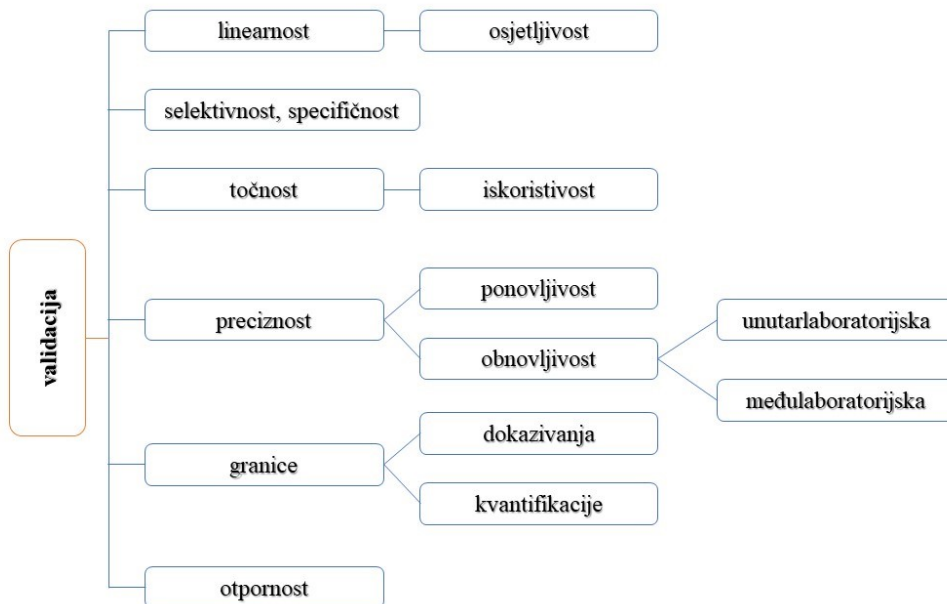 validacija
linearnost
osjetljivost
selektivnost, specifičnost
točnost
iskoristivost
preciznost
ponovljivost
obnovljivost
unutarlaboratorijska
međulaboratorijska
granice
dokazivanja
kvantifikacije
otpornost